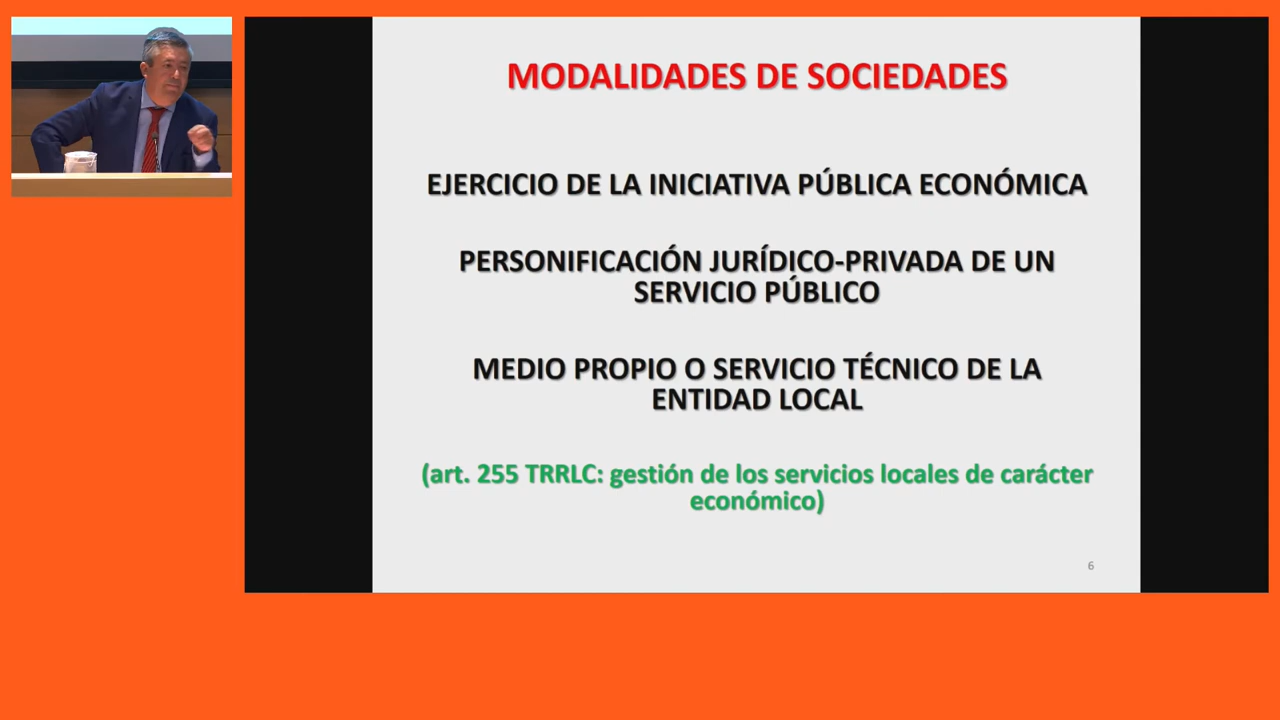 MODALIDADES DE SOCIEDADES
EJERCICIO DE LA INICIATIVA PÚBLICA ECONÓMICA
PERSONIFICACIÓN JURÍDICO-PRIVADA DE UN
SERVICIO PÚBLICO
MEDIO PROPIO O SERVICIO TÉCNICO DE LA
ENTIDAD LOCAL
(art. 255 TRRLC: gestión de los servicios locales de carácter
económico)
6